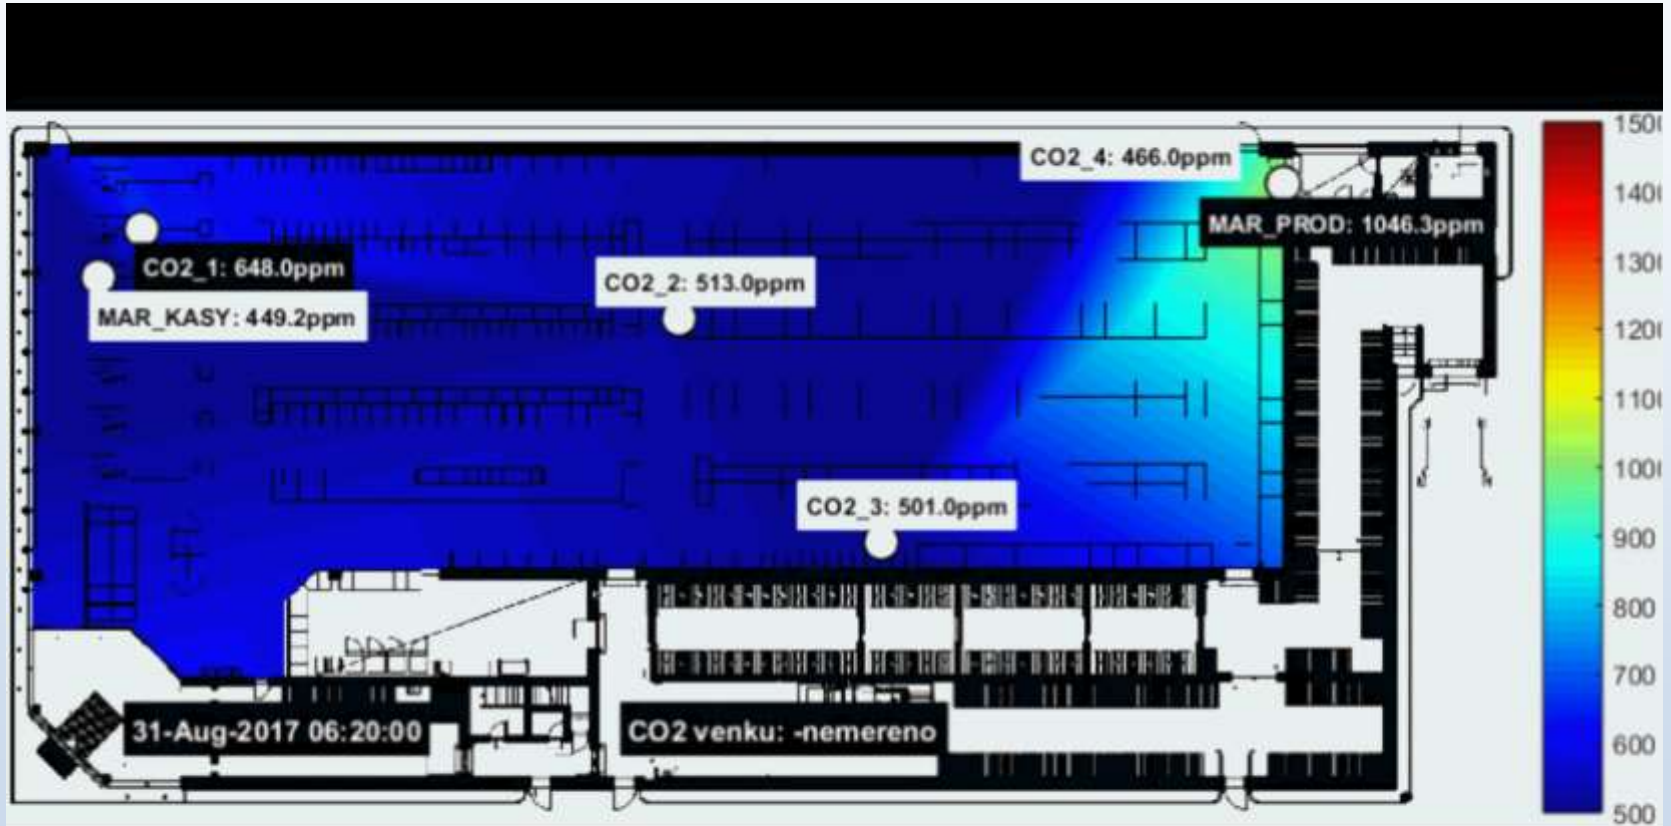 CO2_4: 466.0ppm
MAR_PROD: 1046.3ppm
CO2_1: 648.0ppm
MAR_KASY: 449.2ppm
CO2_2: 513.0ppm
CO2_3: 501.0ppm
31-Aug-2017 06:20:00
CO2 venku: -nemereno
1500
1400
1300
1200
1100
1000
900
800
700
600
500